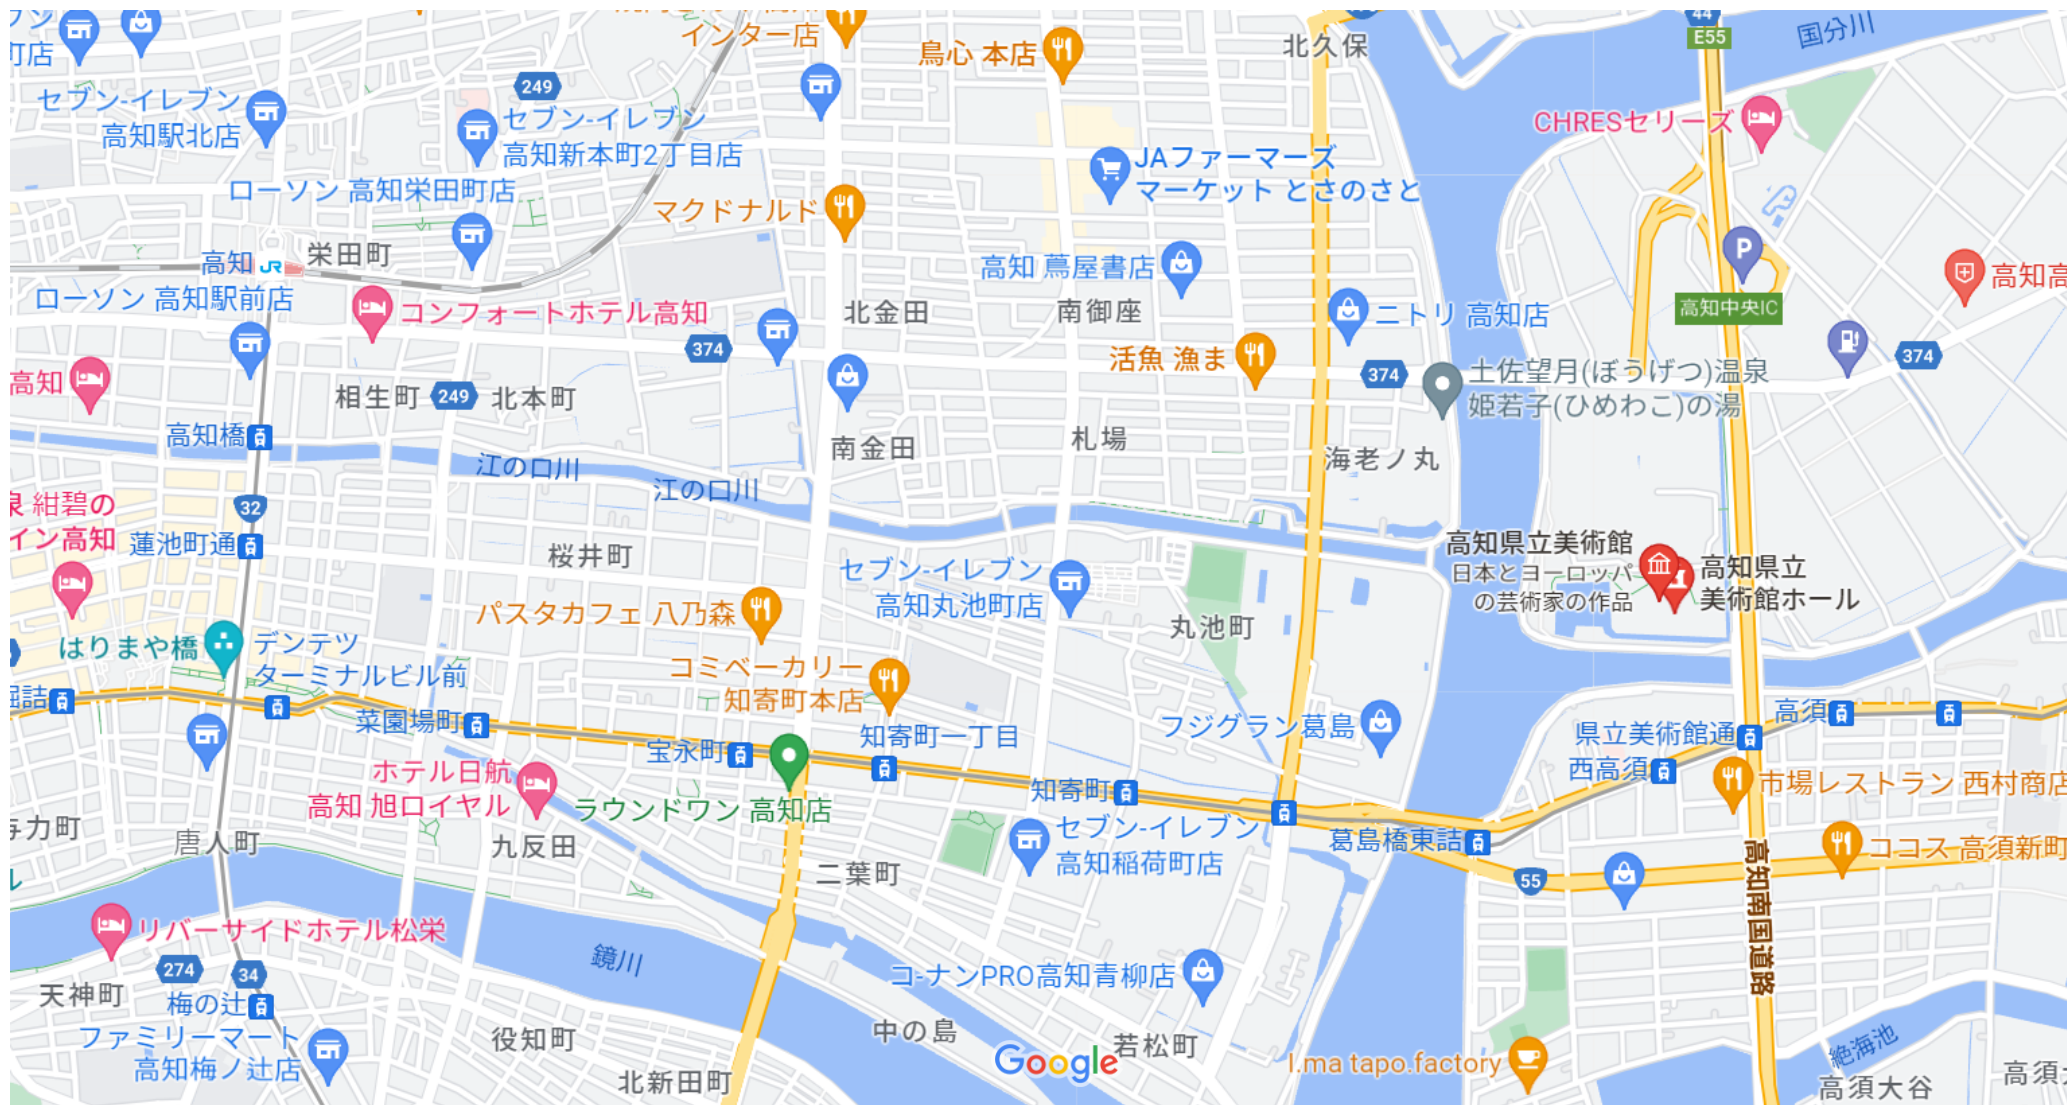 インター店
鳥心 本店
北久保
44
E55
国分川
町店
249
セブン-イレブン
高知駅北店
セブン-イレブン
高知新本町2丁目店
CHRESセリーズ
JAファーマーズ
マーケット とさのさと
ローソン 高知栄田町店
マクドナルド
高知
栄田町
ローソン 高知駅前店
コンフォートホテル高知
北金田
高知 蔦屋書店
南御座
ニトリ 高知店
高知中央IC
高知高
374
活魚 漁ま
374
374
土佐望月(ぼうげつ)温泉
姫若子(ひめわこ)の湯
高知
相生町
249
北本町
高知橋
江の口川
江の口川
南金田
札場
海老ノ丸
泉 紺碧の
イン高知
32
蓮池町通
桜井町
セブン-イレブン
高知丸池町店
高知県立美術館
日本とヨーロッパ
の芸術家の作品
高知県立
美術館ホール
パスタカフェ 八乃森
丸池町
はりまや橋
デンテツ
ターミナルビル前
コミベーカリー
知寄町本店
堀詰
菜園場町
宝永町
知寄町一丁目
フジグラン葛島
県立美術館通
高須
西高須
ホテル日航
高知 旭ロイヤル
ラウンドワン 高知店
知寄町
市場レストラン 西村商店
与力町
唐人町
九反田
二葉町
セブン-イレブン
高知稲荷町店
葛島橋東詰
55
ココス 高須新町
高知南国道路
リバーサイドホテル松栄
鏡川
274
34
コーナンPRO高知青柳店
天神町
梅の辻
ファミリーマート
高知梅ノ辻店
役知町
中の島
Google
若松町
I.ma tapo.factory
絶海池
北新田町
高須大谷
高須